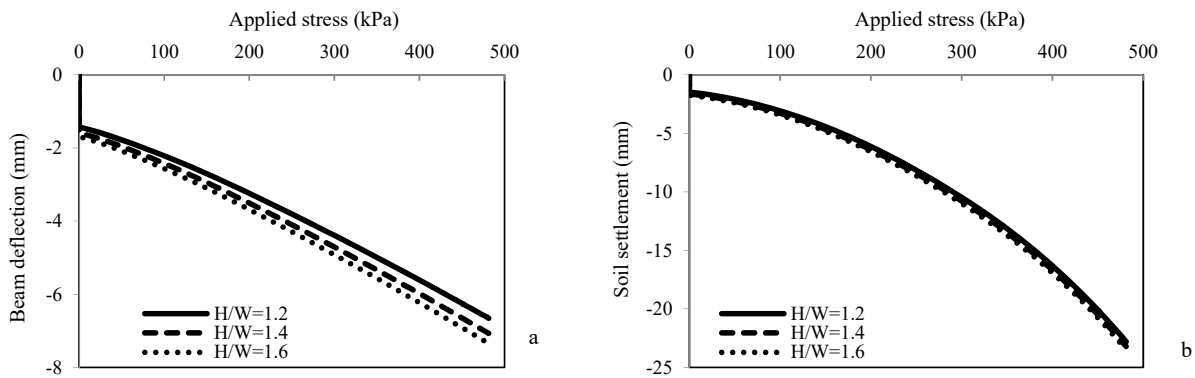 Applied stress (kPa)
0 100 200 300 400 500
0
-2
-4
-6
-8
Beam deflection (mm)
H/W=1.2
H/W=1.4
H/W=1.6
a
Applied stress (kPa)
0 100 200 300 400 500
0
-5
-10
-15
-20
-25
Soil settlement (mm)
H/W=1.2
H/W=1.4
H/W=1.6
b